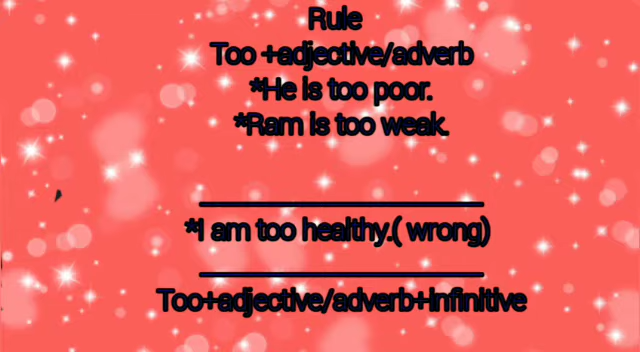 Rule
Too +adjective/adverb
*He is too poor.
*Ram is too weak.
*I am too healthy.( wrong)
Too+adjective/adverb+infinitive